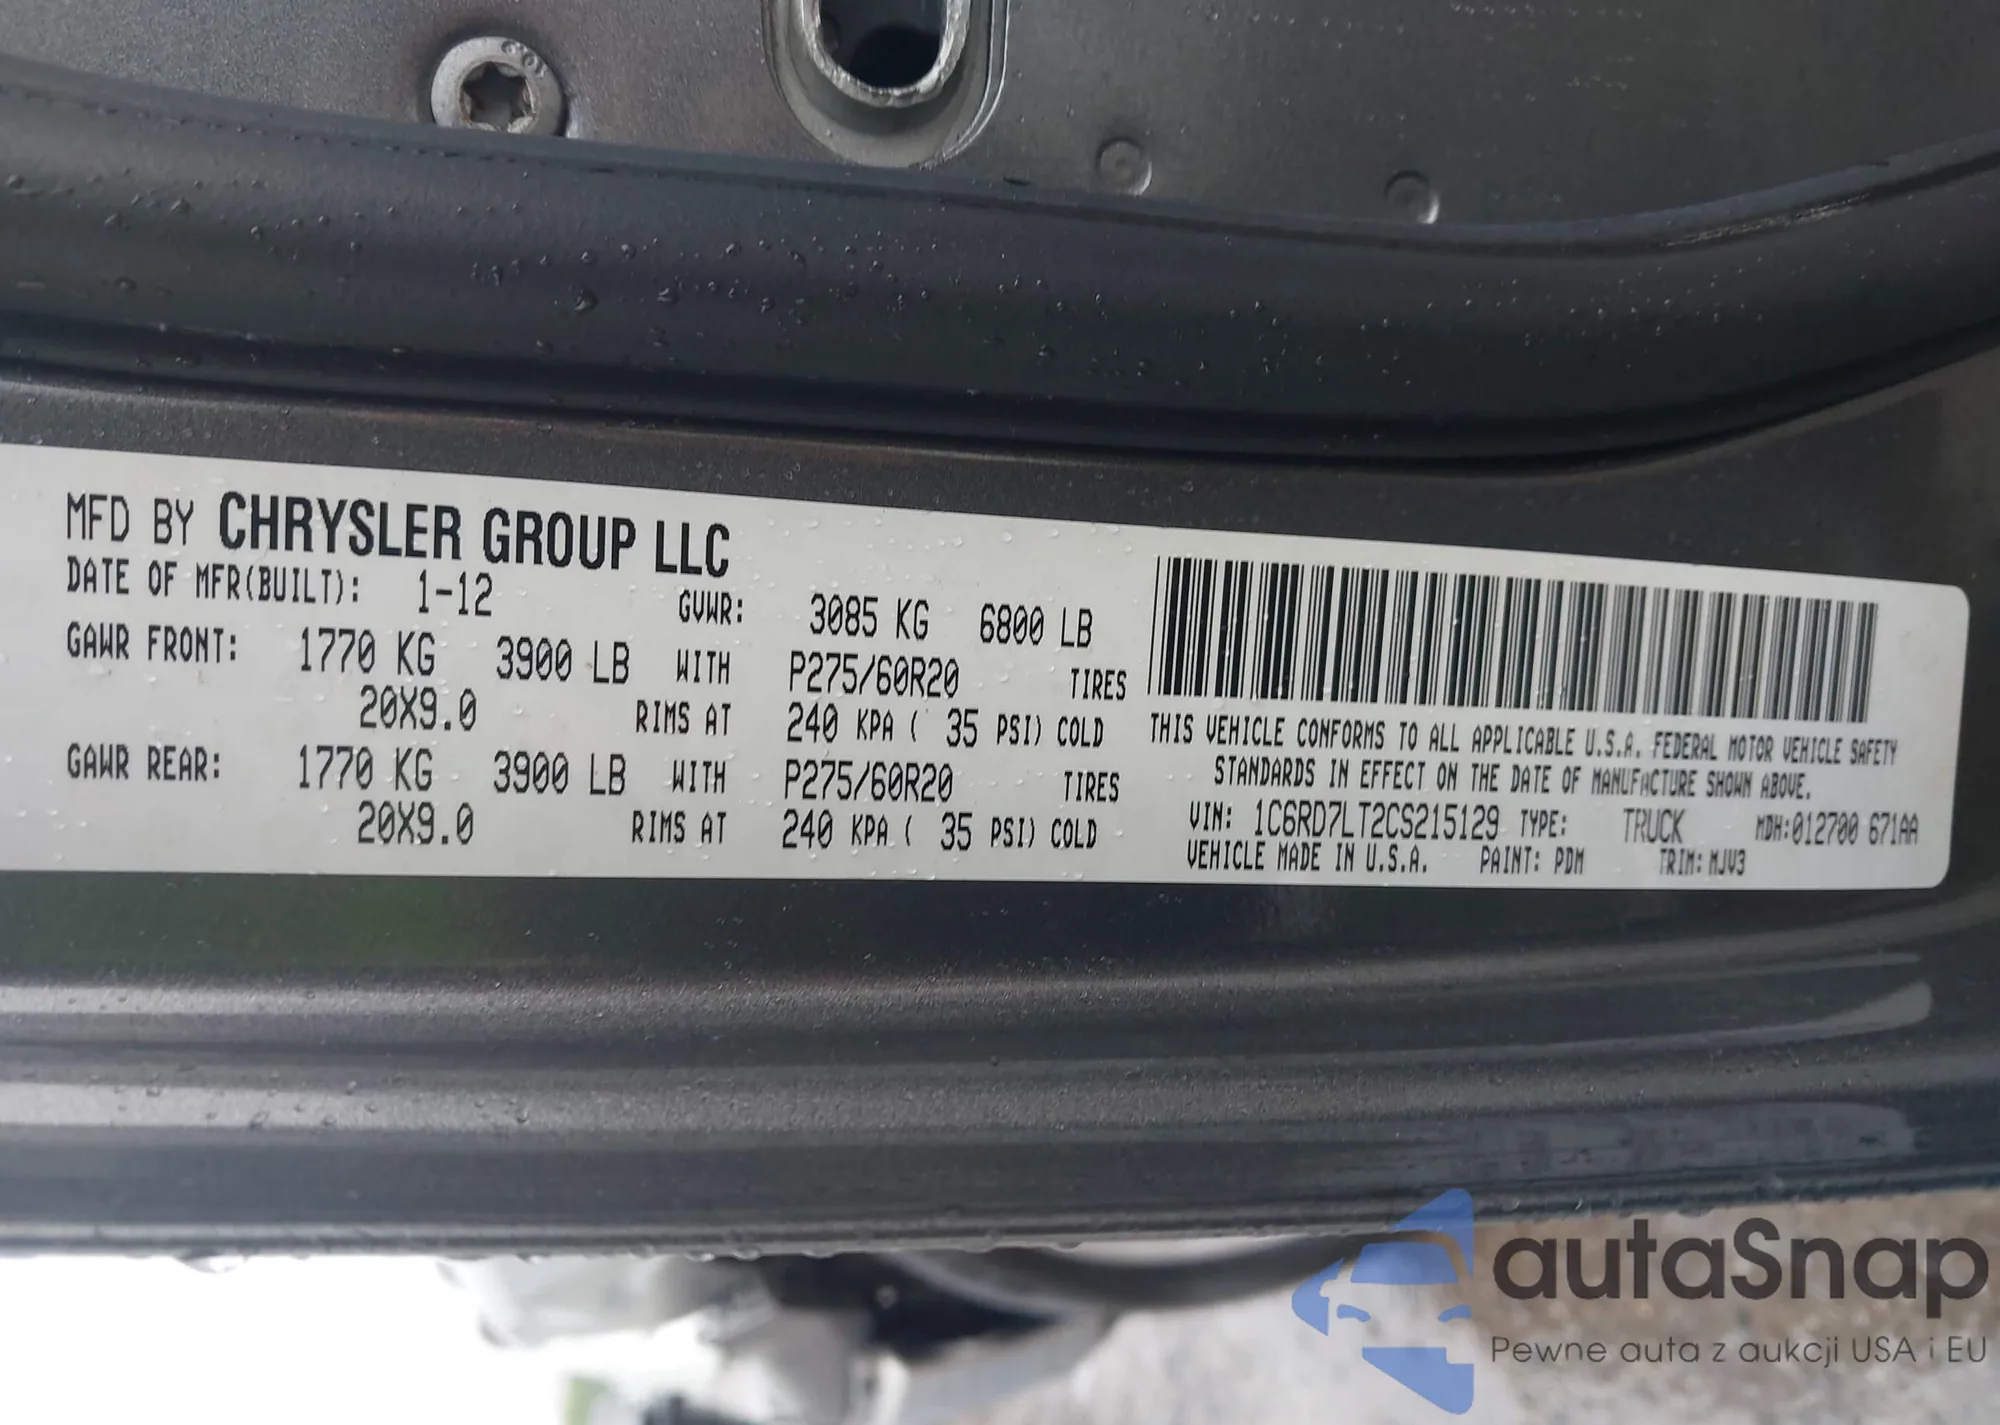 MFD BY CHRYSLER GROUP LLC
DATE OF MFR(BUILT): 1-12 GVWR: 3085 KG 6800 LB
GAWR FRONT: 1770 KG 3900 LB WITH P275/60R20 TIRES
20X9.0 RIMS AT 240 KPA ( 35 PSI) COLD
GAWR REAR: 1770 KG 3900 LB WITH P275/60R20 TIRES
20X9.0 RIMS AT 240 KPA ( 35 PSI) COLD
THIS VEHICLE CONFORMS TO ALL APPLICABLE U.S.A. FEDERAL MOTOR VEHICLE SAFETY
STANDARDS IN EFFECT ON THE DATE OF MANUFACTURE SHOWN ABOVE.
VIN: 1C6RD7LT2CS215129 TYPE: TRUCK MDH:012700 671AA
VEHICLE MADE IN U.S.A. PAINT: PDM TRIM: MJV3
autaSnap
Pewne auta z aukcji USA i EU